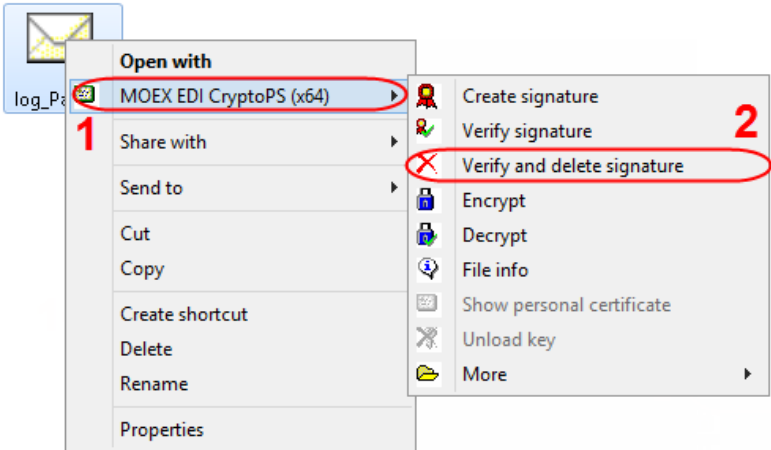 log_Pa
Open with
MOEX EDI CryptoPS (x64)
1
Share with
Send to
Cut
Copy
Create shortcut
Delete
Rename
Properties
Create signature
Verify signature
2
Verify and delete signature
Encrypt
Decrypt
File info
Show personal certificate
Unload key
More